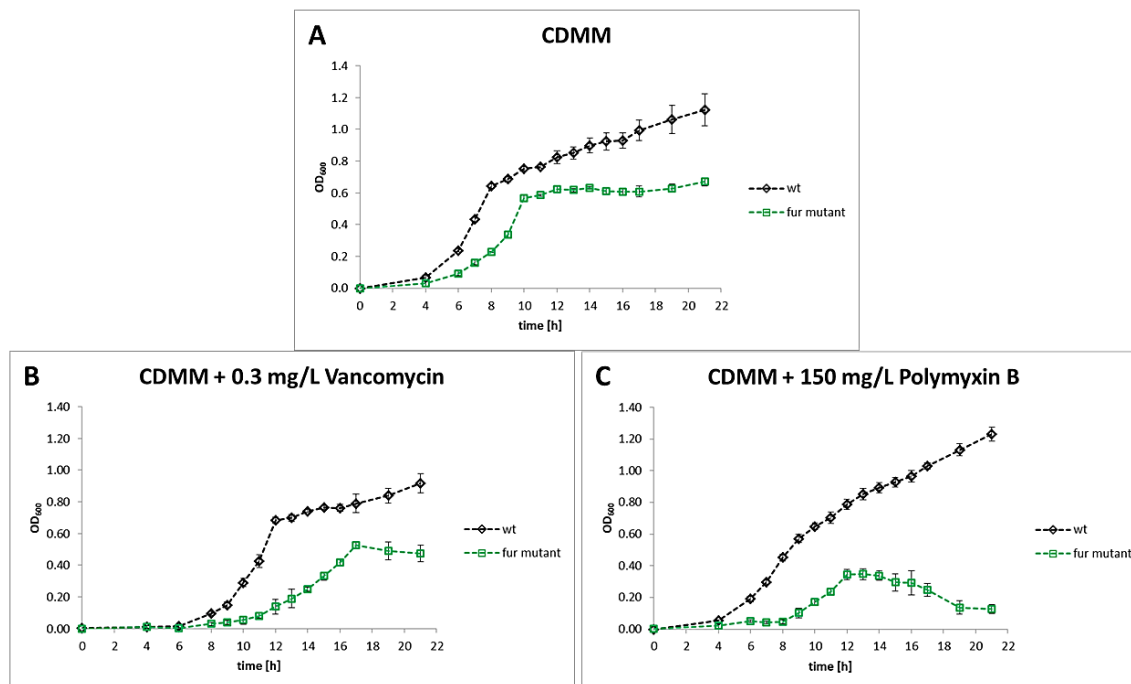 A
CDMM
1.4
1.2
1.0
0.8
0.6
0.4
0.2
0.0
OD600
0 2 4 6 8 10 12 14 16 18 20 22
time [h]
wt
fur mutant
B
CDMM + 0.3 mg/L Vancomycin
1.40
1.20
1.00
0.80
0.60
0.40
0.20
0.00
OD600
0 2 4 6 8 10 12 14 16 18 20 22
time [h]
wt
fur mutant
C
CDMM + 150 mg/L Polymyxin B
1.40
1.20
1.00
0.80
0.60
0.40
0.20
0.00
OD600
0 2 4 6 8 10 12 14 16 18 20 22
time [h]
wt
fur mutant